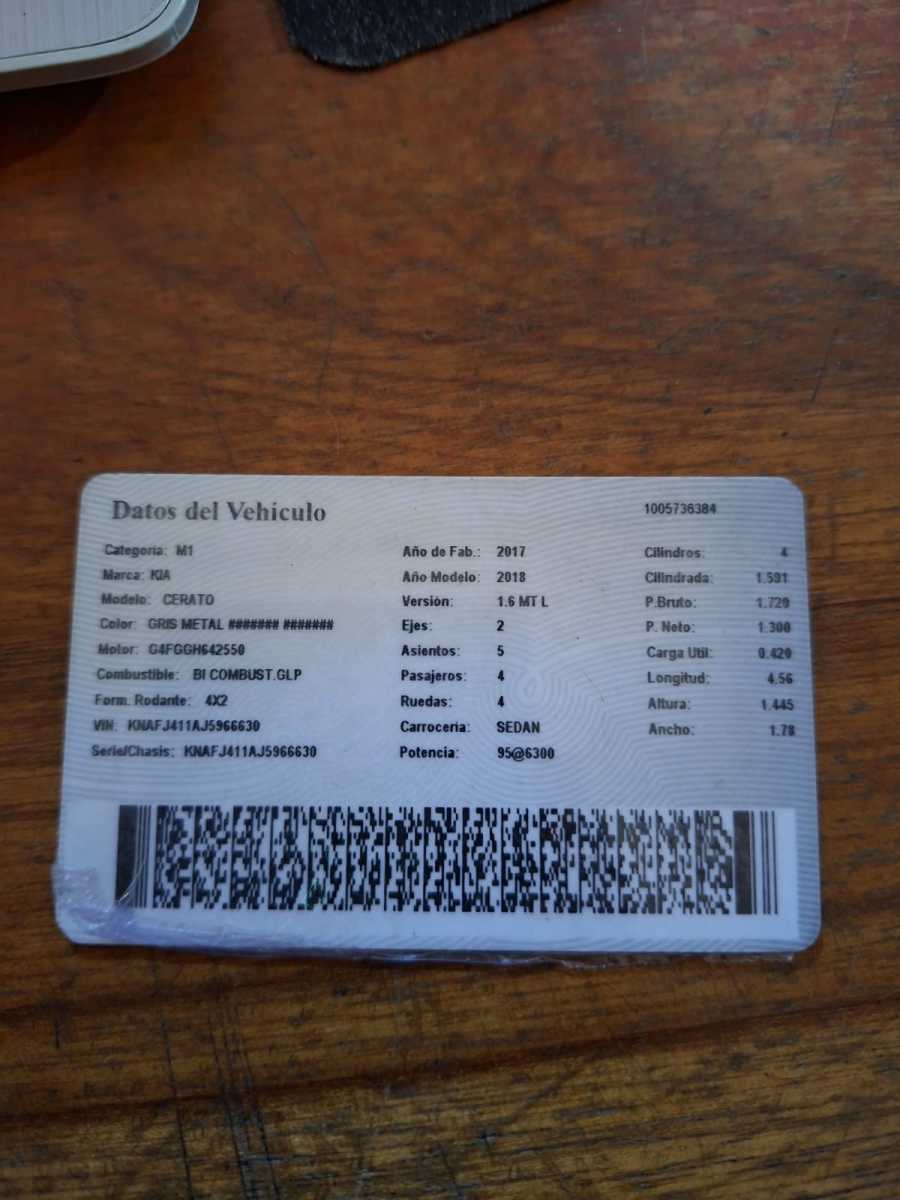 Datos del Vehiculo 1005736384
Categoria: M1 Año de Fab.: 2017 Cilindros: 4
Marca: KIA Año Modelo: 2018 Cilindrada: 1.591
Modelo: CERATO Versión: 1.6 MT L P.Bruto: 1.720
Color: GRIS METAL ####### ####### Ejes: 2 P. Neto: 1.300
Motor: G4FGGH642550 Asientos: 5 Carga Util: 0.420
Combustible: BI COMBUST.GLP Pasajeros: 4 Longitud: 4.56
Form. Rodante: 4X2 Ruedas: 4 Altura: 1.445
VIN: KNAFJ411AJ5966630 Carrocería: SEDAN Ancho: 1.78
Serie/Chasis: KNAFJ411AJ5966630 Potencia: 95@6300